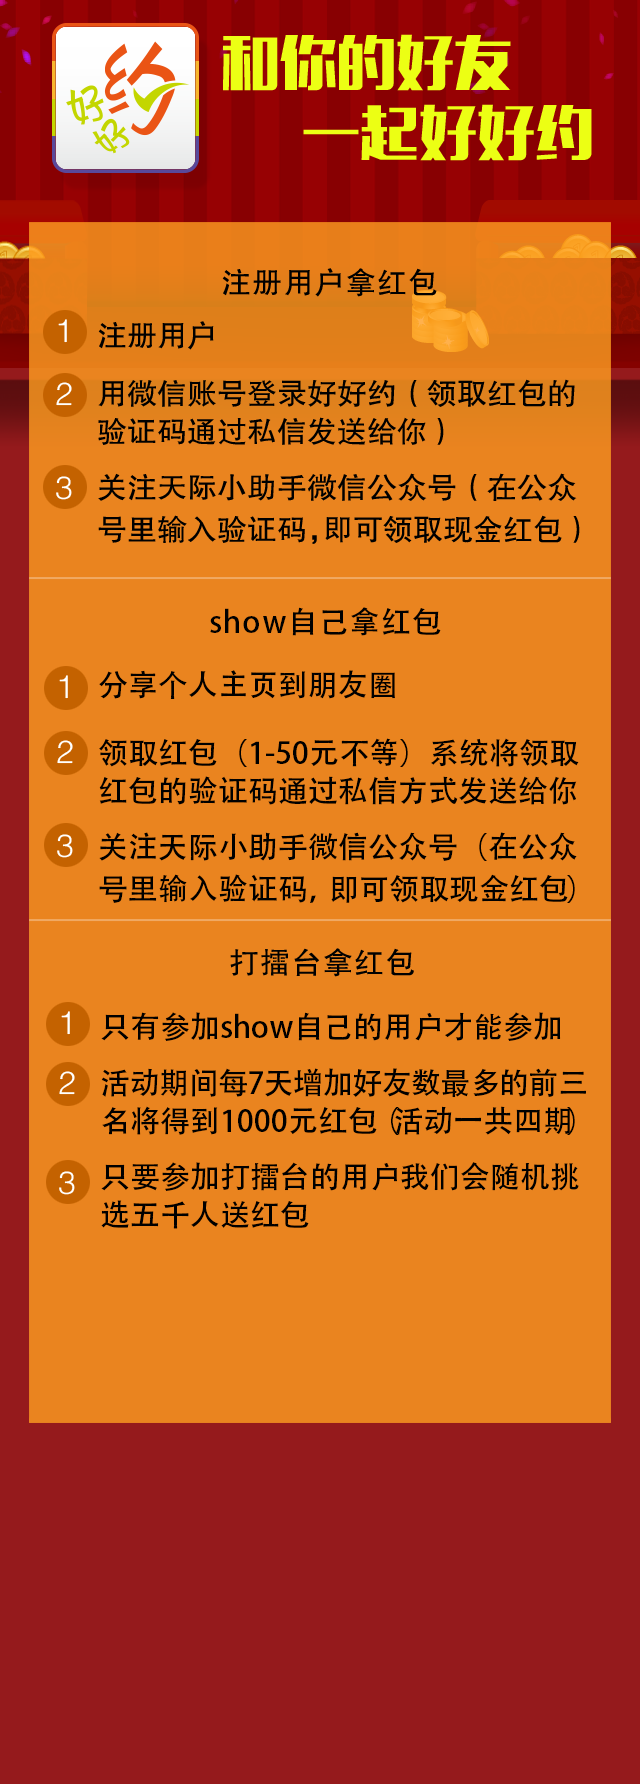 好好约
和你的好友
一起好好约
注册用户拿红包
1 注册用户
2 用微信账号登录好好约（领取红包的
验证码通过私信发送给你）
3 关注天际小助手微信公众号（在公众
号里输入验证码,即可领取现金红包）
show自己拿红包
1 分享个人主页到朋友圈
2 领取红包（1-50元不等）系统将领取
红包的验证码通过私信方式发送给你
3 关注天际小助手微信公众号（在公众
号里输入验证码, 即可领取现金红包）
打擂台拿红包
1 只有参加show自己的用户才能参加
2 活动期间每7天增加好友数最多的前三
名将得到1000元红包（活动一共四期）
3 只要参加打擂台的用户我们会随机挑
选五千人送红包